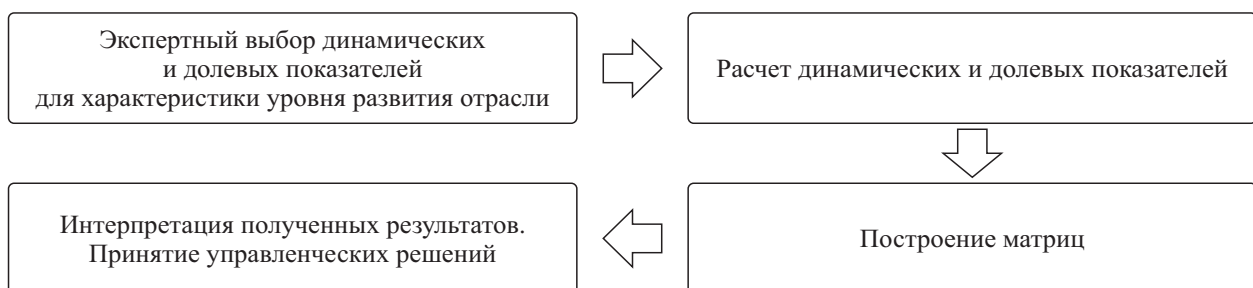 Экспертный выбор динамических
и долевых показателей
для характеристики уровня развития отрасли
Расчет динамических и долевых показателей
Построение матриц
Интерпретация полученных результатов.
Принятие управленческих решений